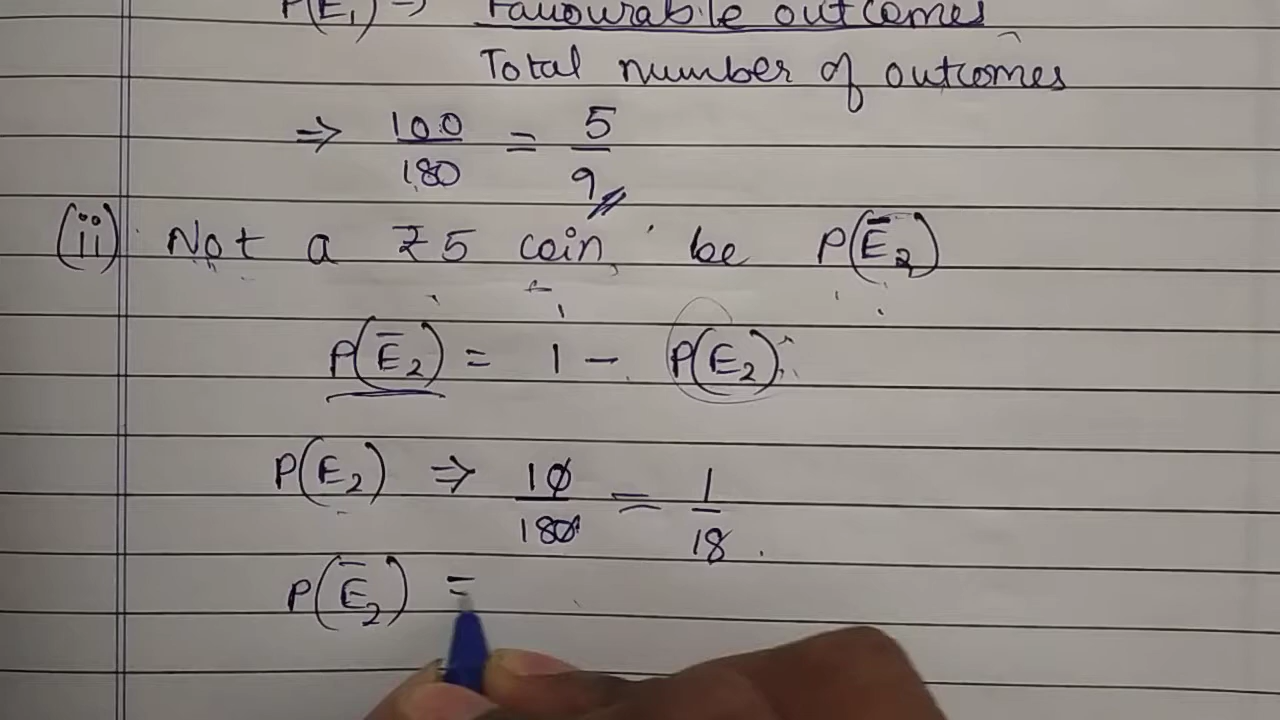 P(E₁) → Favourable outcomes
Total number of outcomes
⇒ 100/180 = 5/9
(ii) Not a ₹5 coin, be P(Ē₂)
P(Ē₂) = 1 - P(E₂)
P(E₂) ⇒ 10/180 = 1/18.
P(Ē₂) =